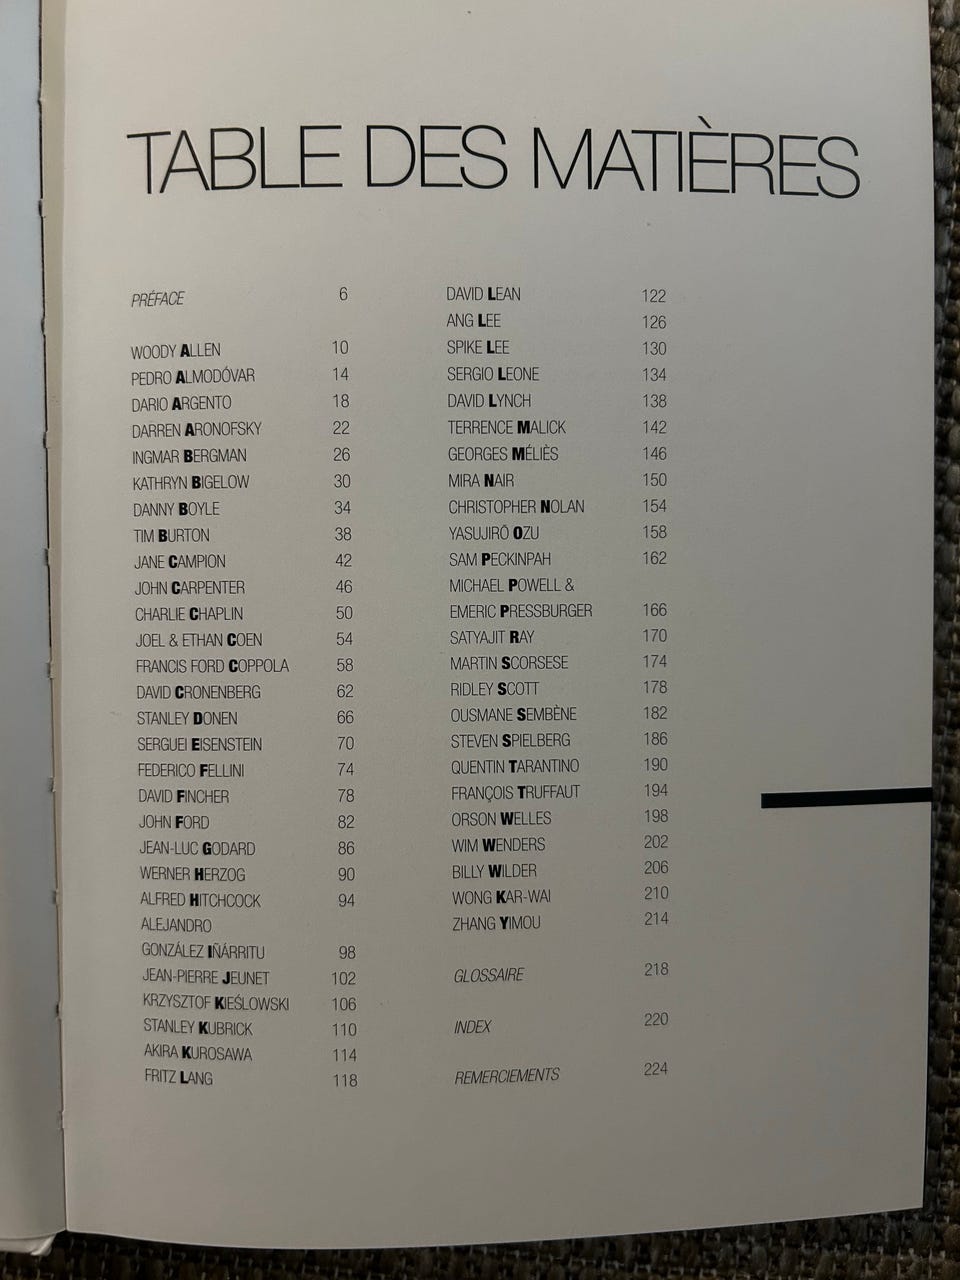 TABLE DES MATIÈRES
PRÉFACE 6
WOODY ALLEN 10
PEDRO ALMODÓVAR 14
DARIO ARGENTO 18
DARREN ARONOFSKY 22
INGMAR BERGMAN 26
KATHRYN BIGELOW 30
DANNY BOYLE 34
TIM BURTON 38
JANE CAMPION 42
JOHN CARPENTER 46
CHARLIE CHAPLIN 50
JOEL & ETHAN COEN 54
FRANCIS FORD COPPOLA 58
DAVID CRONENBERG 62
STANLEY DONEN 66
SERGUEI EISENSTEIN 70
FEDERICO FELLINI 74
DAVID FINCHER 78
JOHN FORD 82
JEAN-LUC GODARD 86
WERNER HERZOG 90
ALFRED HITCHCOCK 94
ALEJANDRO
GONZÁLEZ IÑÁRRITU 98
JEAN-PIERRE JEUNET 102
KRZYSZTOF KIEŚLOWSKI 106
STANLEY KUBRICK 110
AKIRA KUROSAWA 114
FRITZ LANG 118
DAVID LEAN 122
ANG LEE 126
SPIKE LEE 130
SERGIO LEONE 134
DAVID LYNCH 138
TERRENCE MALICK 142
GEORGES MÉLIÈS 146
MIRA NAIR 150
CHRISTOPHER NOLAN 154
YASUJIRŌ OZU 158
SAM PECKINPAH 162
MICHAEL POWELL &
EMERIC PRESSBURGER 166
SATYAJIT RAY 170
MARTIN SCORSESE 174
RIDLEY SCOTT 178
OUSMANE SEMBÈNE 182
STEVEN SPIELBERG 186
QUENTIN TARANTINO 190
FRANÇOIS TRUFFAUT 194
ORSON WELLES 198
WIM WENDERS 202
BILLY WILDER 206
WONG KAR-WAI 210
ZHANG YIMOU 214
GLOSSAIRE 218
INDEX 220
REMERCIEMENTS 224